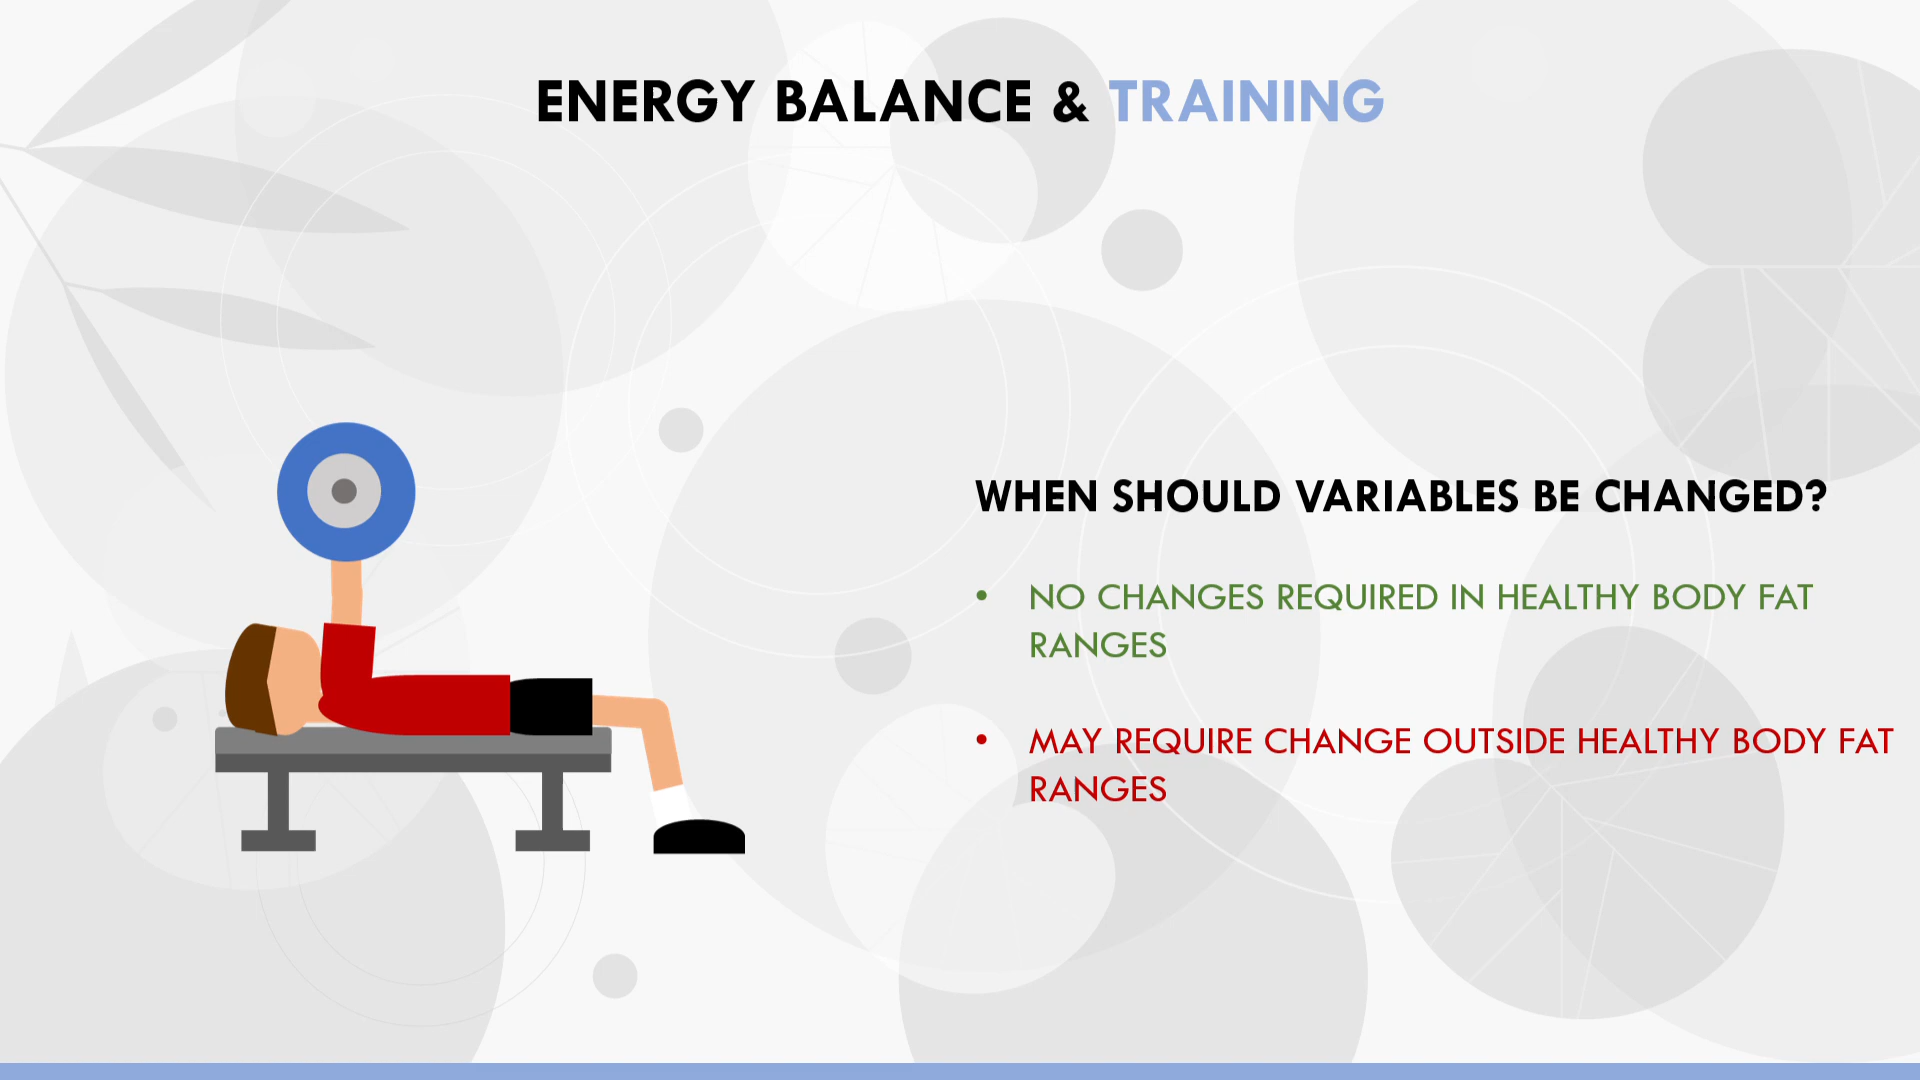 ENERGY BALANCE & TRAINING
WHEN SHOULD VARIABLES BE CHANGED?
• NO CHANGES REQUIRED IN HEALTHY BODY FAT
RANGES
• MAY REQUIRE CHANGE OUTSIDE HEALTHY BODY FAT
RANGES